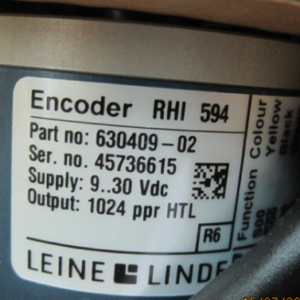 Encoder RHI 594
Part no: 630409-02
Ser. no. 45736615
Supply: 9..30 Vdc
Output: 1024 ppr HTL
R6
LEINE LINDE
Function Colour
Yellow
Black